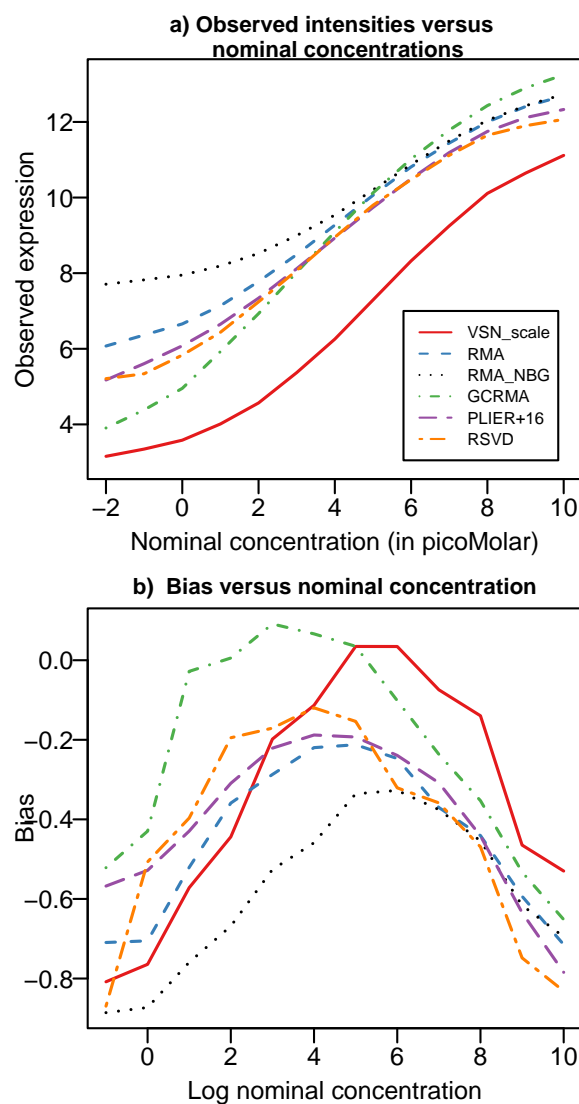 a) Observed intensities versus
nominal concentrations
Observed expression
12
10
8
6
4
VSN_scale
RMA
RMA_NBG
GCRMA
PLIER+16
RSVD
−2 0 2 4 6 8 10
Nominal concentration (in picoMolar)
b) Bias versus nominal concentration
Bias
0.0
−0.2
−0.4
−0.6
−0.8
0 2 4 6 8 10
Log nominal concentration